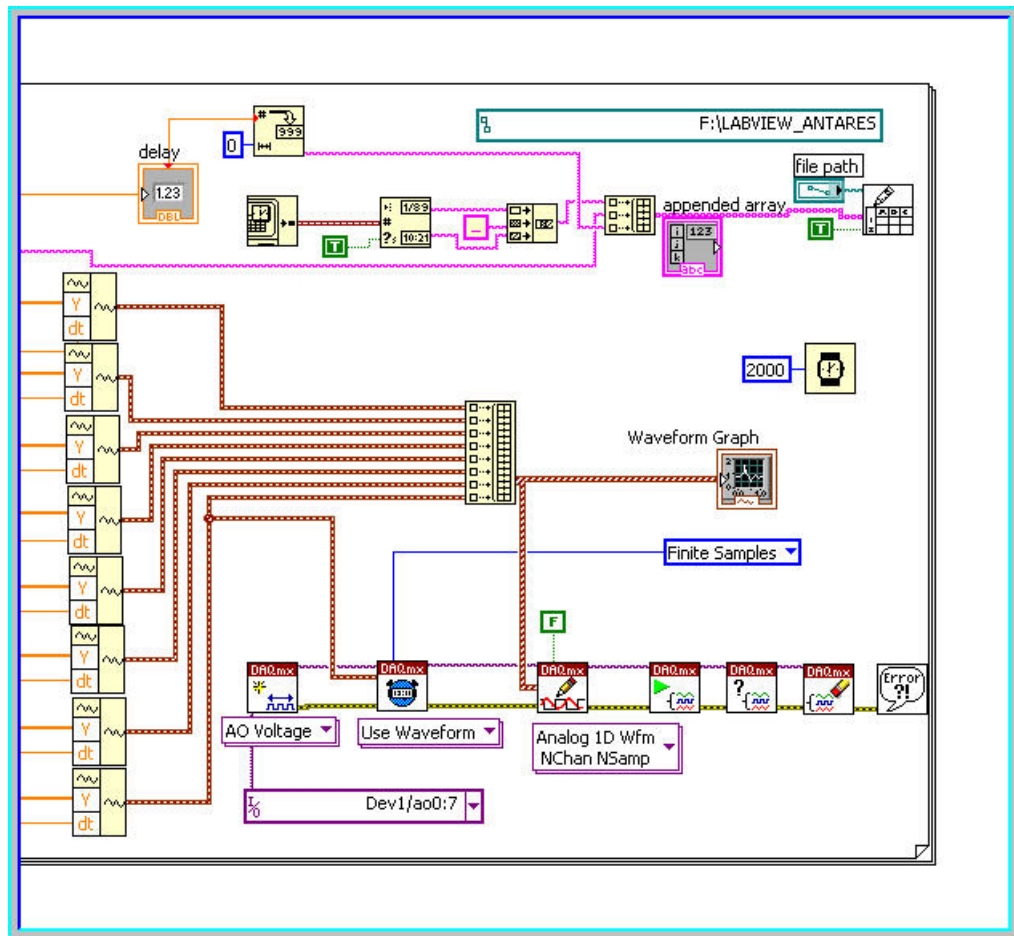 999
0
F:\LABVIEW_ANTARES
delay
file path
1.23
DBL
1/89
10:21
T
_
appended array
i 123
j
k
abc
T
Y
dt
Y
dt
2000
Y
dt
Waveform Graph
Y
dt
Finite Samples
Y
dt
F
Y
dt
DAQmx
DAQmx
DAQmx
DAQmx
DAQmx
DAQmx
Error
?!
AO Voltage
Use Waveform
Analog 1D Wfm
NChan NSamp
Y
dt
Y
dt
I/O
Dev1/ao0:7